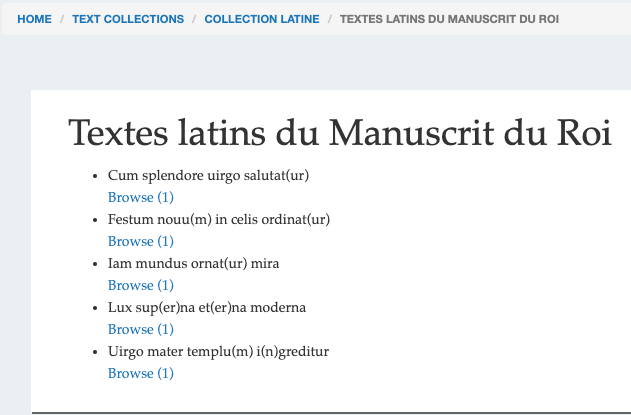 HOME / TEXT COLLECTIONS / COLLECTION LATINE / TEXTES LATINS DU MANUSCRIT DU ROI
Textes latins du Manuscrit du Roi
• Cum splendore uirgo salutat(ur)
Browse (1)
• Festum nouu(m) in celis ordinat(ur)
Browse (1)
• Iam mundus ornat(ur) mira
Browse (1)
• Lux sup(er)na et(er)na moderna
Browse (1)
• Uirgo mater templu(m) i(n)greditur
Browse (1)